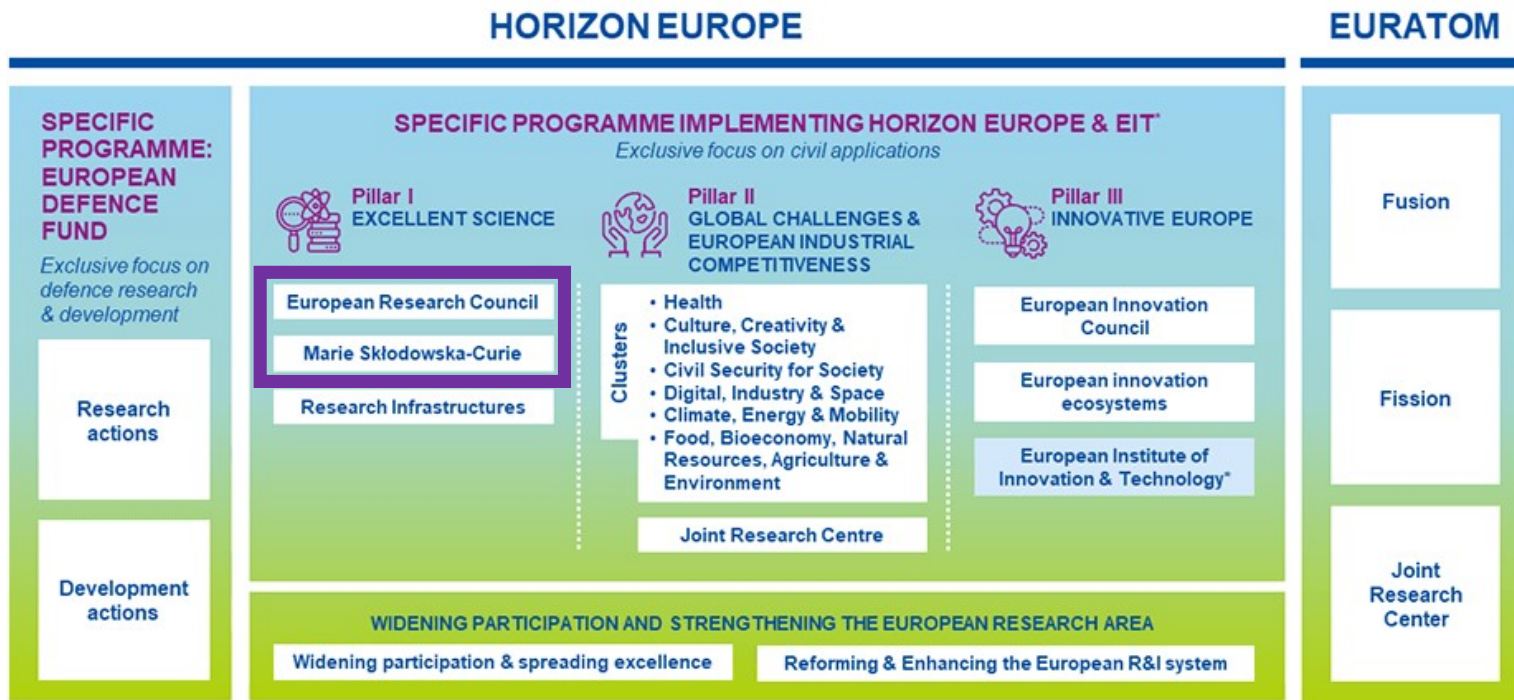 HORIZON EUROPE
EURATOM
SPECIFIC
PROGRAMME:
EUROPEAN
DEFENCE
FUND
Exclusive focus on
defence research
& development
Research
actions
Development
actions
SPECIFIC PROGRAMME IMPLEMENTING HORIZON EUROPE & EIT*
Exclusive focus on civil applications
Pillar I
EXCELLENT SCIENCE
European Research Council
Marie Skłodowska-Curie
Research Infrastructures
Pillar II
GLOBAL CHALLENGES &
EUROPEAN INDUSTRIAL
COMPETITIVENESS
Clusters
• Health
• Culture, Creativity &
Inclusive Society
• Civil Security for Society
• Digital, Industry & Space
• Climate, Energy & Mobility
• Food, Bioeconomy, Natural
Resources, Agriculture &
Environment
Joint Research Centre
Pillar III
INNOVATIVE EUROPE
European Innovation
Council
European innovation
ecosystems
European Institute of
Innovation & Technology*
WIDENING PARTICIPATION AND STRENGTHENING THE EUROPEAN RESEARCH AREA
Widening participation & spreading excellence
Reforming & Enhancing the European R&I system
Fusion
Fission
Joint
Research
Center